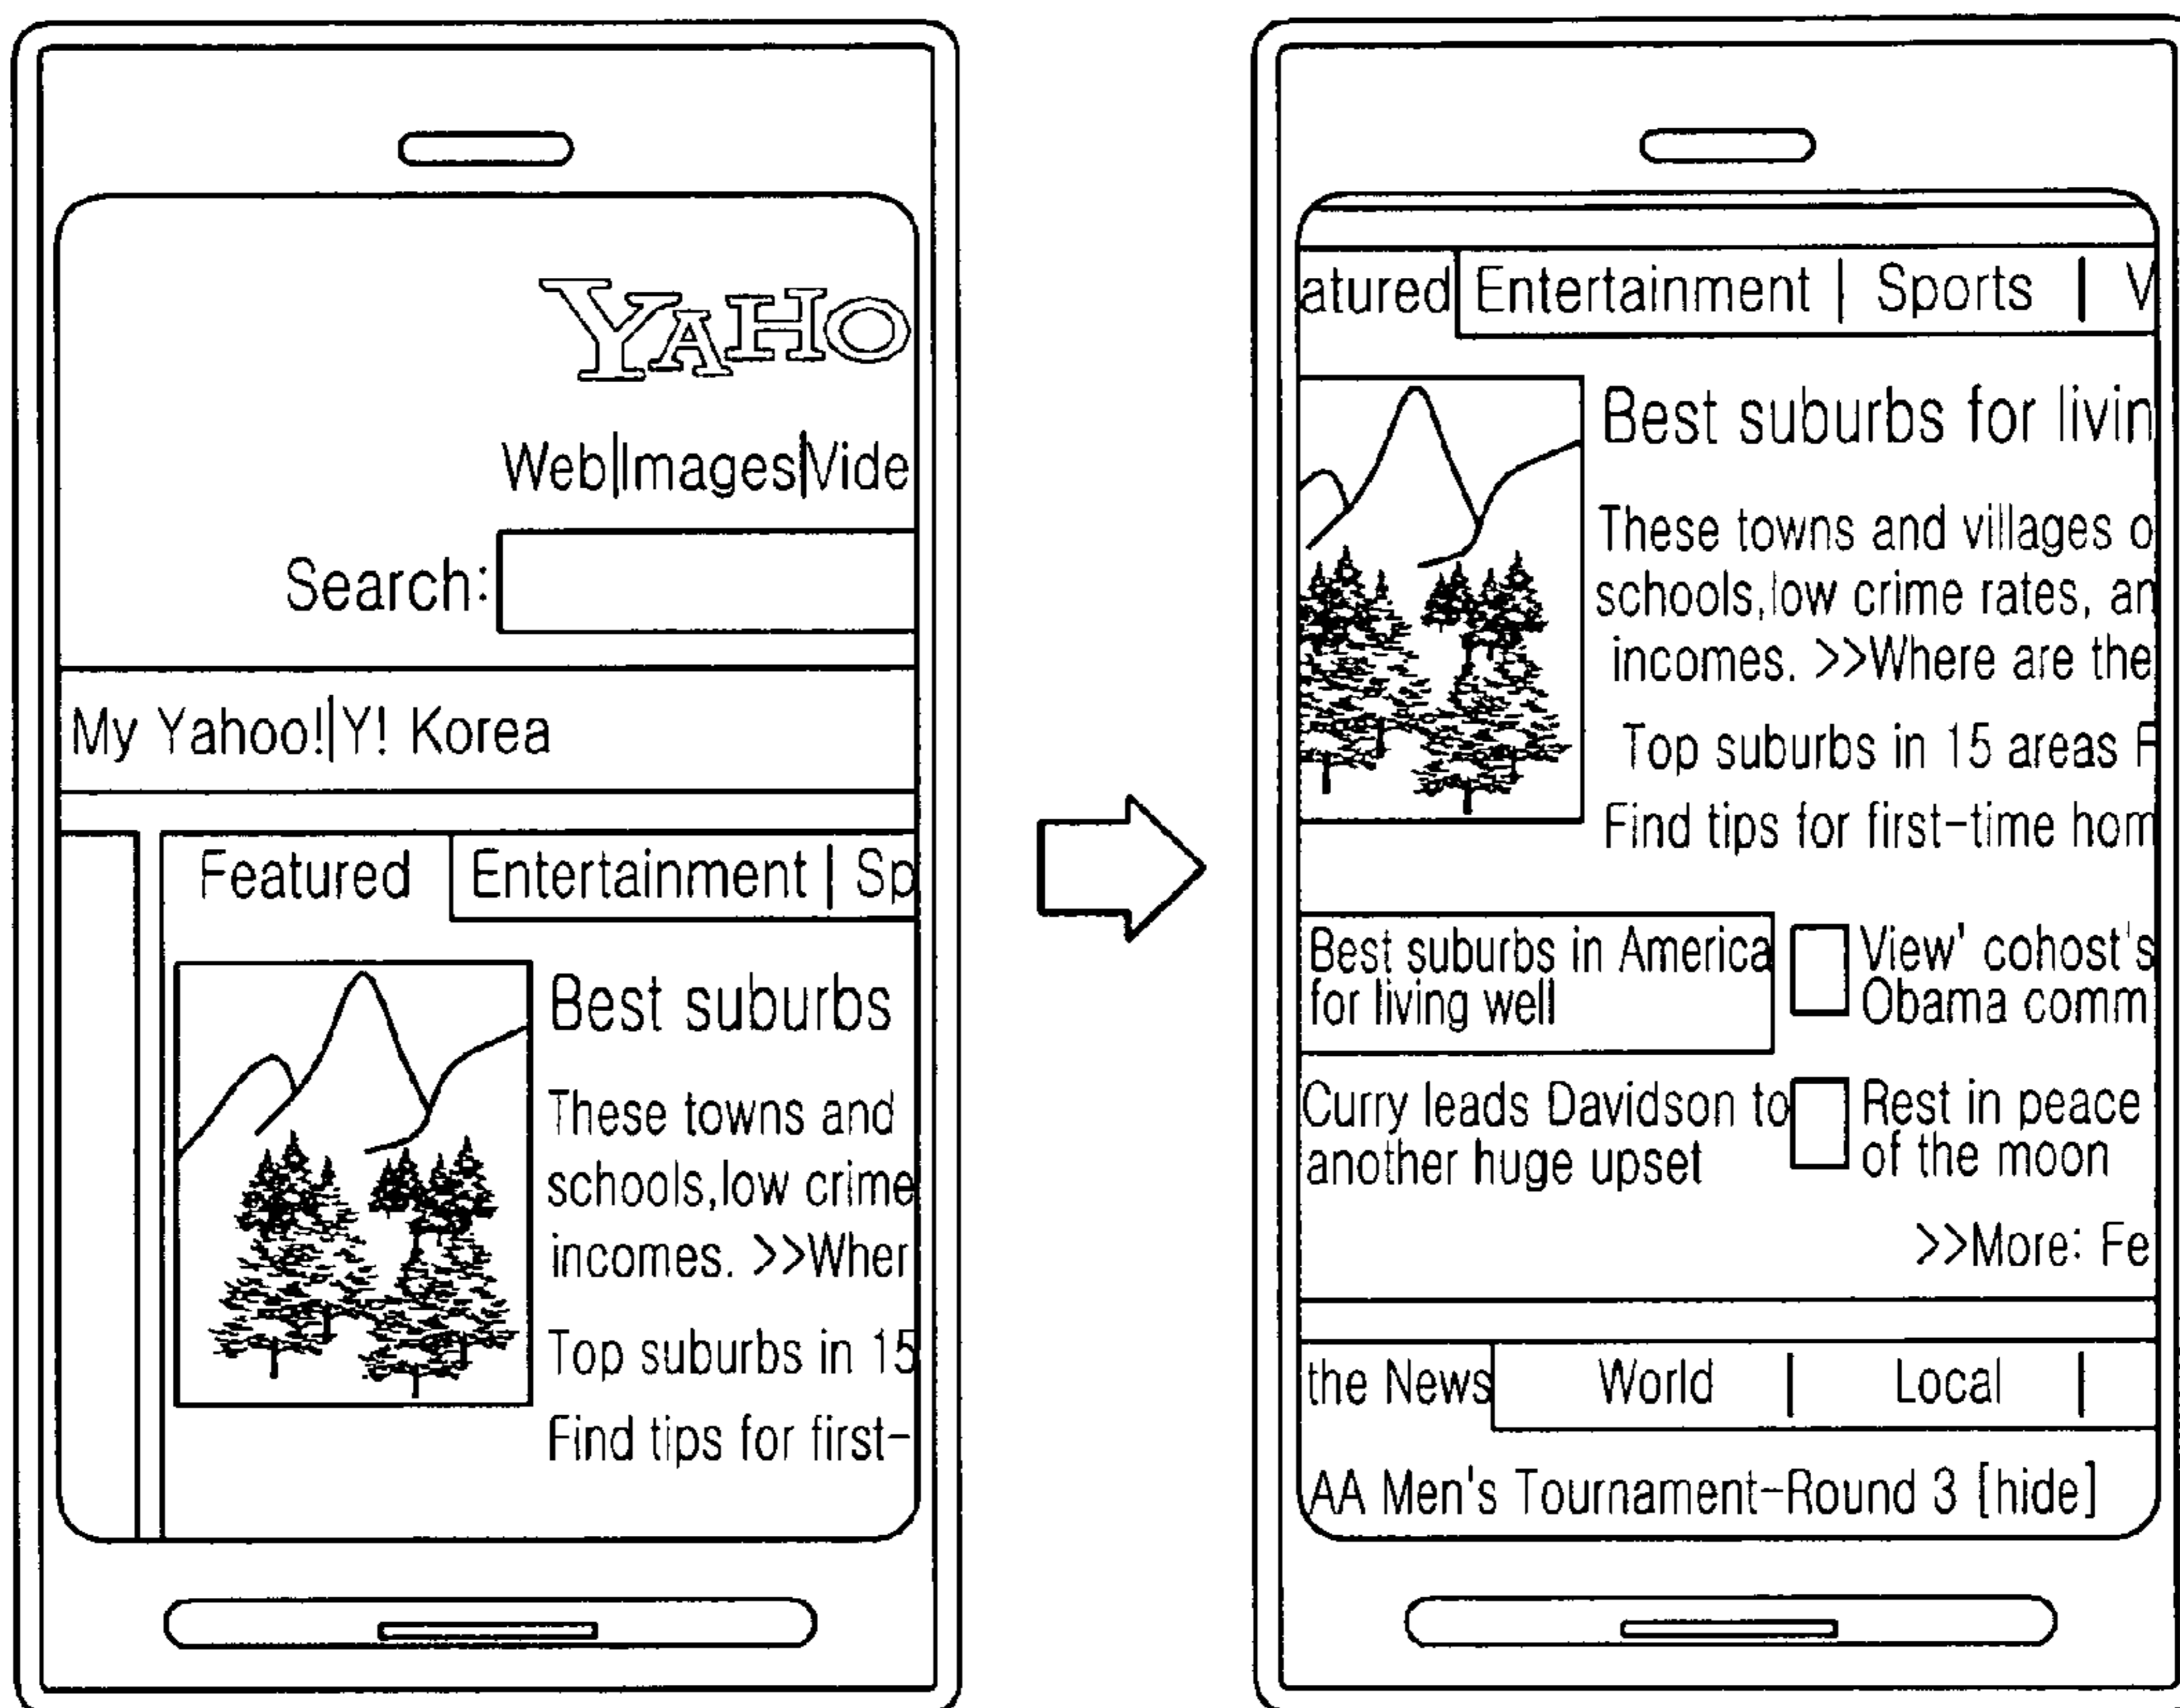 YAHO
Web|Images|Vide
Search:
My Yahoo!|Y! Korea
Featured Entertainment | Sp
Best suburbs
These towns and
schools,low crime
incomes. >>Wher
Top suburbs in 15
Find tips for first-
atured Entertainment | Sports | V
Best suburbs for livin
These towns and villages o
schools,low crime rates, an
incomes. >>Where are the
Top suburbs in 15 areas R
Find tips for first-time hom
Best suburbs in America
for living well
View' cohost's
Obama comm
Curry leads Davidson to
another huge upset
Rest in peace
of the moon
>>More: Fe
the News World | Local |
AA Men's Tournament-Round 3 [hide]